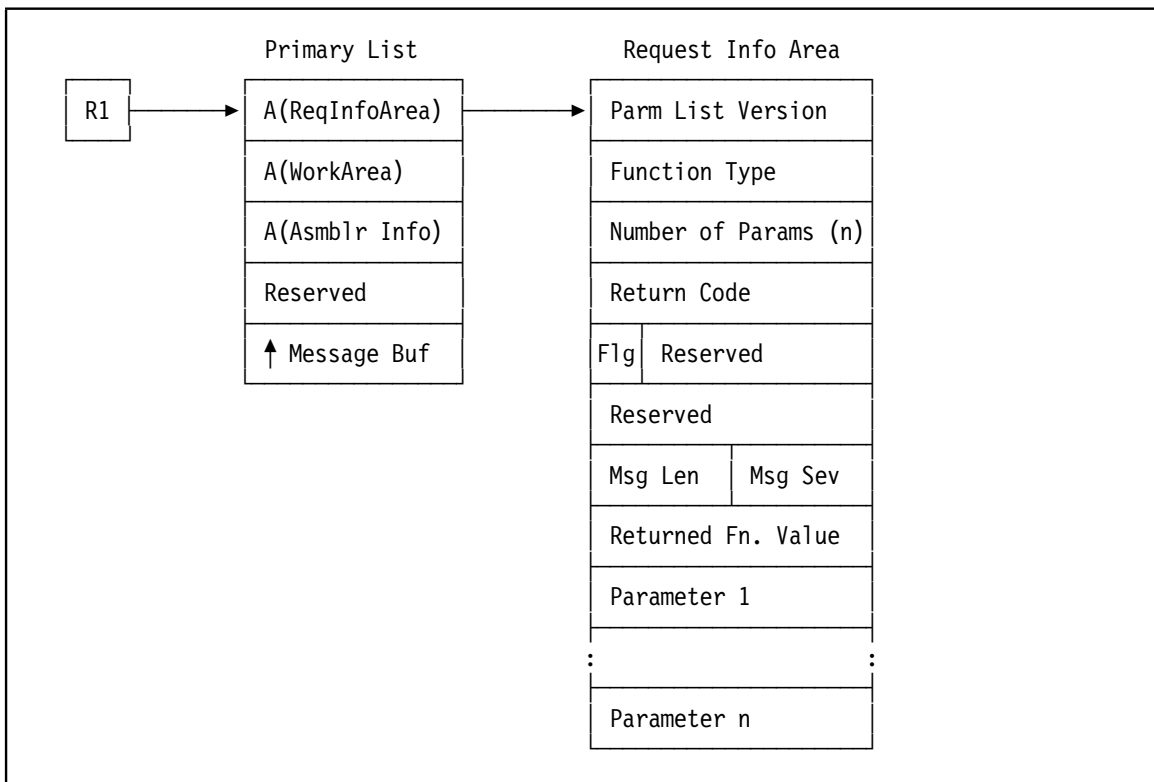 Primary List Request Info Area
R1 A(ReqInfoArea) Parm List Version
A(WorkArea) Function Type
A(Asmblr Info) Number of Params (n)
Reserved Return Code
↑ Message Buf Flg Reserved
Reserved
Msg Len Msg Sev
Returned Fn. Value
Parameter 1
: :
Parameter n